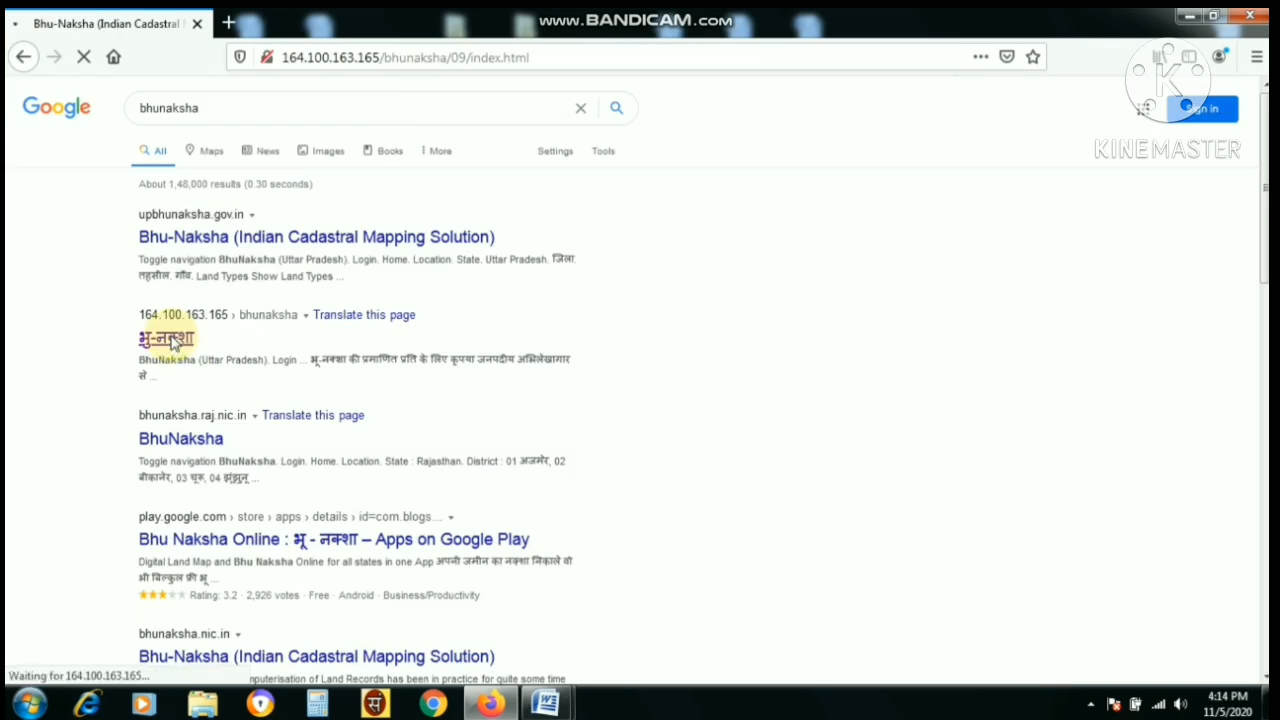 www.BANDICAM.com
Bhu-Naksha (Indian Cadastral M
164.100.163.165/bhunaksha/09/index.html
Google
bhunaksha
Sign in
KINEMASTER
All Maps News Images Books More Settings Tools
About 1,48,000 results (0.30 seconds)
upbhunaksha.gov.in
Bhu-Naksha (Indian Cadastral Mapping Solution)
Toggle navigation BhuNaksha (Uttar Pradesh). Login. Home. Location. State. Uttar Pradesh. जिला.
तहसील. गाँव. Land Types Show Land Types ...
164.100.163.165 › bhunaksha Translate this page
भु-नक्शा
BhuNaksha (Uttar Pradesh). Login ... भू-नक्शा की प्रमाणित प्रति के लिए कृपया जनपदीय अभिलेखागार
से ...
bhunaksha.raj.nic.in Translate this page
BhuNaksha
Toggle navigation BhuNaksha. Login. Home. Location. State : Rajasthan. District : 01 अजमेर, 02
बीकानेर, 03 चूरू, 04 झुंझुनू ...
play.google.com › store › apps › details › id=com.blogs...
Bhu Naksha Online : भू - नक्शा – Apps on Google Play
Digital Land Map and Bhu Naksha Online for all states in one App अपनी जमीन का नक्शा निकाले वो
भी बिल्कुल फ्री भू ...
Rating: 3.2 · 2,926 votes · Free · Android · Business/Productivity
bhunaksha.nic.in
Bhu-Naksha (Indian Cadastral Mapping Solution)
Waiting for 164.100.163.165...
nputerisation of Land Records has been in practice for quite some time
4:14 PM
11/5/2020